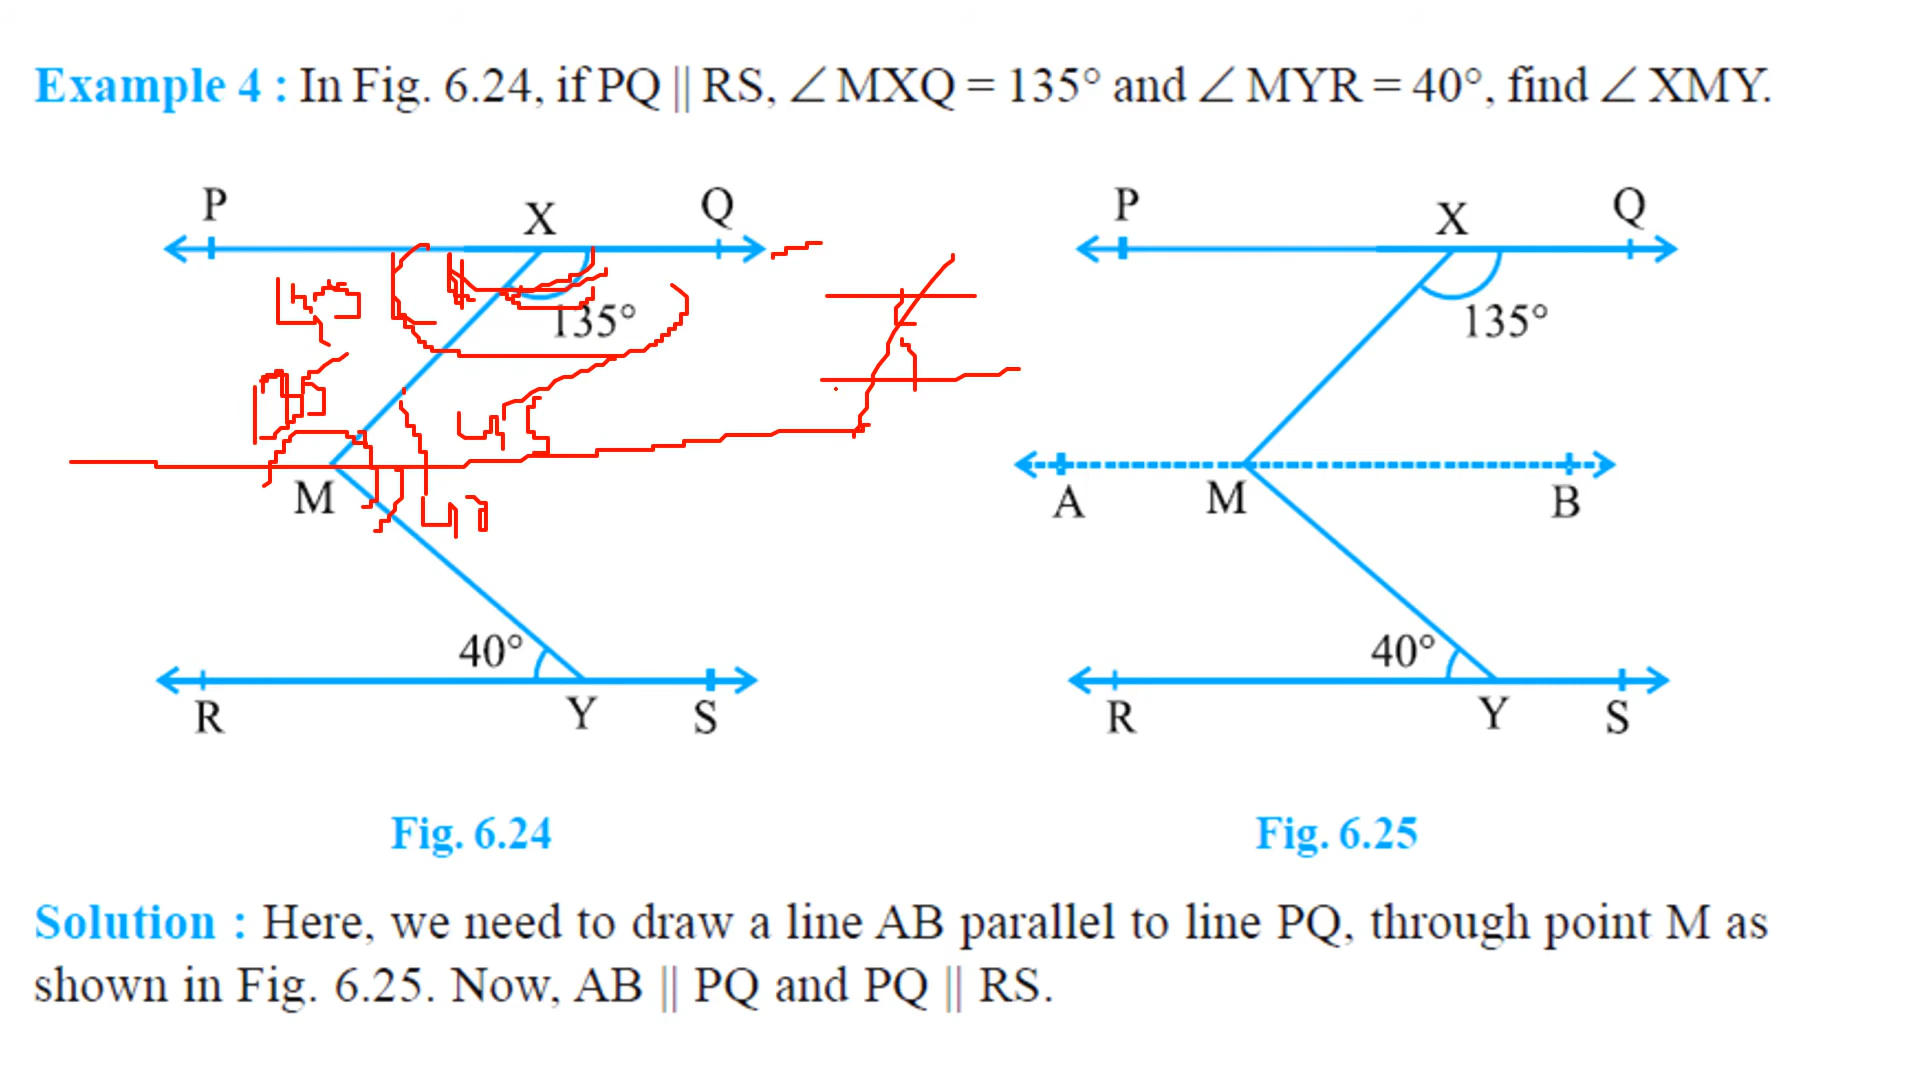 Example 4 : In Fig. 6.24, if PQ || RS, ∠ MXQ = 135° and ∠ MYR = 40°, find ∠ XMY.
P X Q
135°
M
40°
R Y S
Fig. 6.24
P X Q
135°
A M B
40°
R Y S
Fig. 6.25
Solution : Here, we need to draw a line AB parallel to line PQ, through point M as
shown in Fig. 6.25. Now, AB || PQ and PQ || RS.